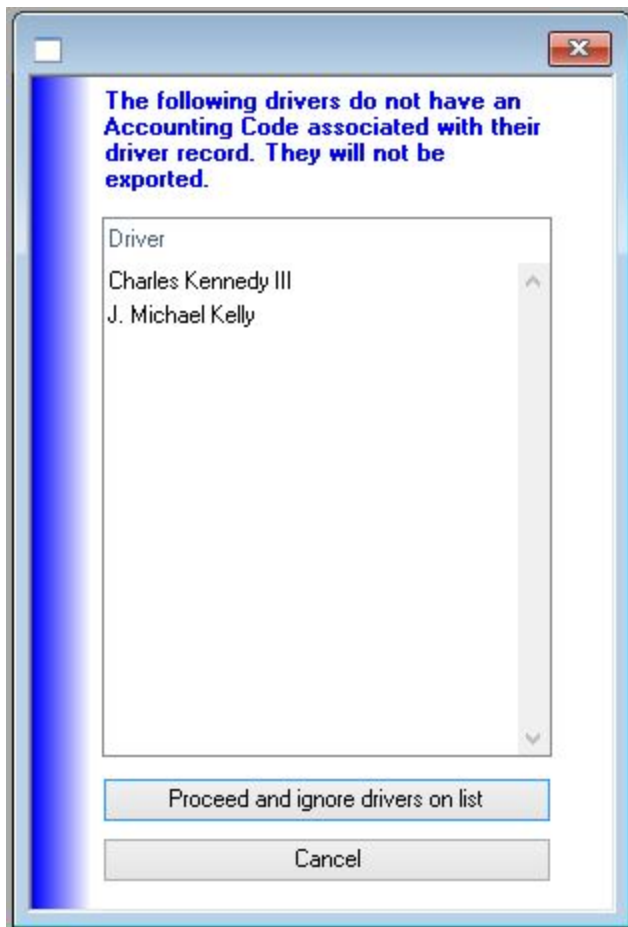 The following drivers do not have an
Accounting Code associated with their
driver record. They will not be
exported.
Driver
Charles Kennedy III
J. Michael Kelly
Proceed and ignore drivers on list
Cancel